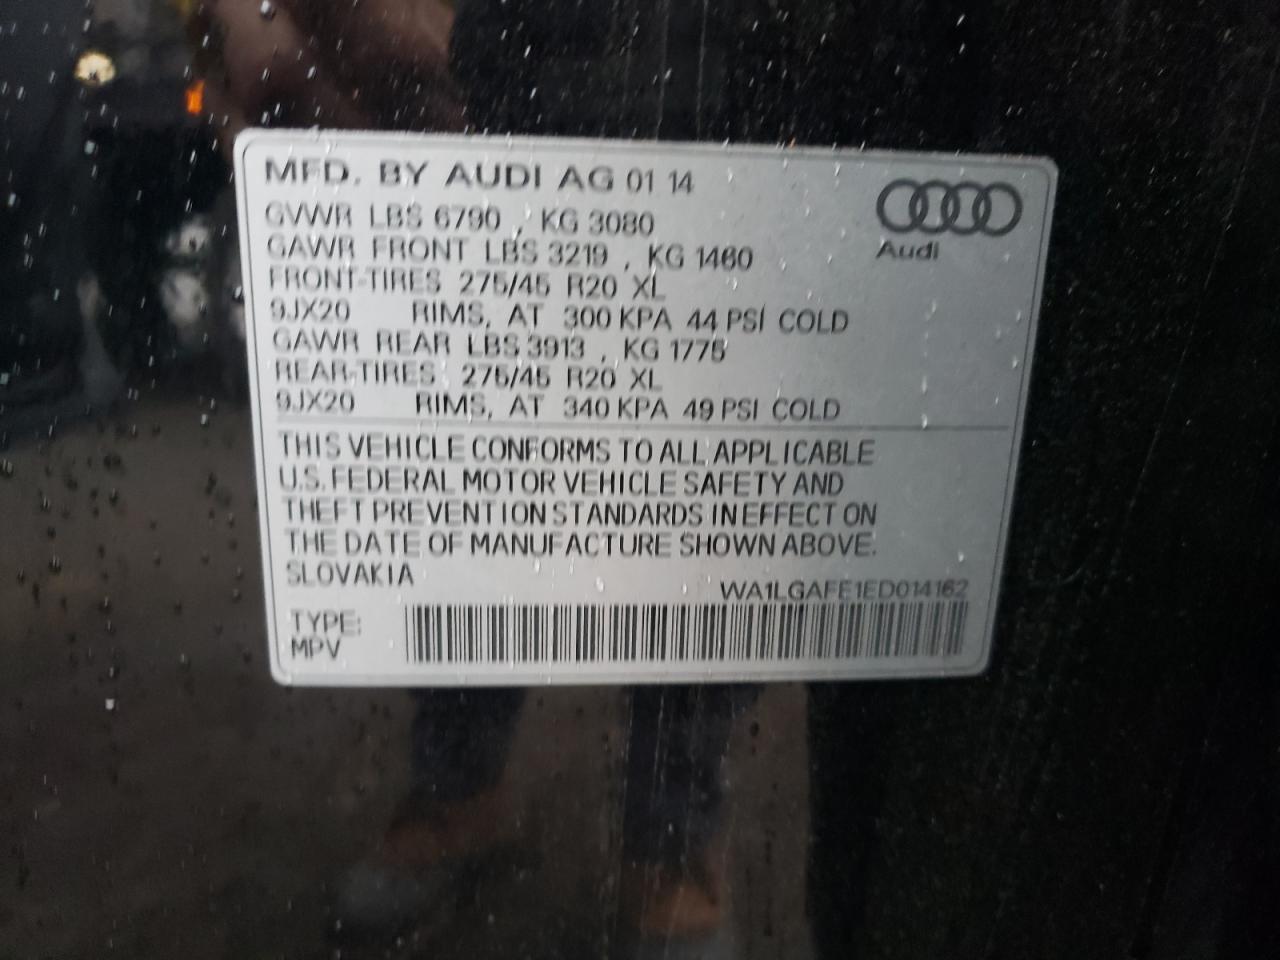 MFD. BY AUDI AG 01 14
Audi
GVWR LBS 6790 , KG 3080
GAWR FRONT LBS 3219 , KG 1460
FRONT-TIRES 275/45 R20 XL
9JX20 RIMS, AT 300 KPA 44 PSI COLD
GAWR REAR LBS 3913 , KG 1775
REAR-TIRES 275/45 R20 XL
9JX20 RIMS, AT 340 KPA 49 PSI COLD
THIS VEHICLE CONFORMS TO ALL APPLICABLE
U.S. FEDERAL MOTOR VEHICLE SAFETY AND
THEFT PREVENTION STANDARDS IN EFFECT ON
THE DATE OF MANUFACTURE SHOWN ABOVE.
SLOVAKIA
WA1LGAFE1ED014162
TYPE:
MPV